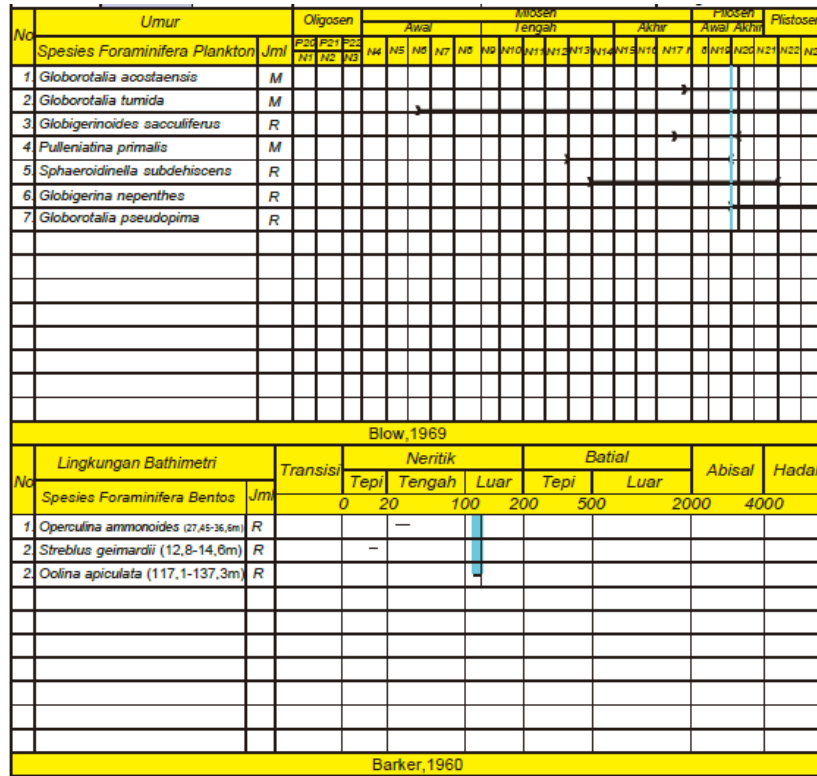 No Umur Oligosen Miosen Pliosen Plistosen
Awal Tengah Akhir Awal Akhir
Spesies Foraminifera Plankton Jml P20 P21 P22 N4 N5 N6 N7 N8 N9 N10 N11 N12 N13 N14 N15 N16 N17 8 N19 N20 N21 N22
N1 N2 N3
1. Globorotalia acostaensis M
2. Globorotalia tumida M
3. Globigerinoides sacculiferus R
4. Pulleniatina primalis M
5. Sphaeroidinella subdehiscens R
6. Globigerina nepenthes R
7. Globorotalia pseudopima R
Blow,1969
No Lingkungan Bathimetri Transisi Neritik Batial Abisal Hadal
Tepi Tengah Luar Tepi Luar
Spesies Foraminifera Bentos Jml 0 20 100 200 500 2000 4000
1. Operculina ammonoides (27,45-36,6m) R
2. Streblus geimardii (12,8-14,6m) R
2. Oolina apiculata (117,1-137,3m) R
Barker,1960